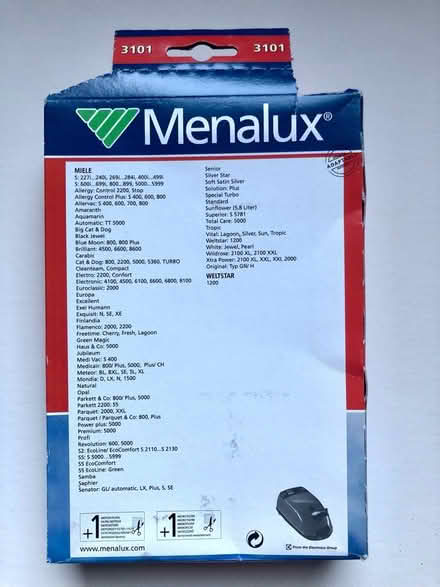 3101 3101
Menalux®
MIELE
S: 227i...240i, 269i...284i, 400i...499i
S: 600i...699i, 800...899, 5000...5999
Allergy: Control 2200, Stop
Allergy Control Plus: S 400, 600, 800
Allervac: S 400, 600, 700, 800
Amaranth
Aquamarin
Automatic: TT 5000
Big Cat & Dog
Black Jewel
Blue Moon: 800, 800 Plus
Brilliant: 4500, 6600, 8600
Carabic
Cat & Dog: 800, 2200, 5000, 5360, TURBO
Cleanteam, Compact
Electro: 2200, Confort
Electronic: 4100, 4500, 6100, 6600, 6800, 8100
Euroclassic: 2000
Europa
Excellent
Exel Humann
Exquisit: N, SE, XE
Finlandia
Flamenco: 2000, 2200
Freetime: Cherry, Fresh, Lagoon
Green Magic
Haus & Co: 5000
Jubileum
Medi Vac: S 400
Medicair: 800/ Plus, 5000, Plus/ CH
Meteor: BL, BXL, SE, SL, XL
Mondia: D, LX, N, 1500
Natural
Opal
Parkett & Co: 800/ Plus, 5000
Parkett 2200: S5
Parquet: 2000, XXL
Parquet / Parquet & Co: 800, Plus
Power plus: 5000
Premium: 5000
Profi
Revolution: 600, 5000
S2: EcoLine/ EcoComfort S 2110...S 2130
S5: S 5000...5999
S5 EcoComfort
S5 EcoLine: Green
Samba
Saphier
Senator: GL/ automatic, LX, Plus, S, SE
Senior
Silver Star
Soft Satin Silver
Solution: Plus
Special Turbo
Standard
Sunflower (5,8 Liter)
Superior: S 5781
Total Care: 5000
Tropic
Vital: Lagoon, Silver, Sun, Tropic
Weltstar: 1200
White: Jewel, Pearl
Wildrose: 2100 XL, 2100 XXL
Xtra Power: 2100 XL, XXL, XXL 2000
Original: Typ GN/ H
WELTSTAR
1200
+1 +1
www.menalux.com
From the Electrolux Group